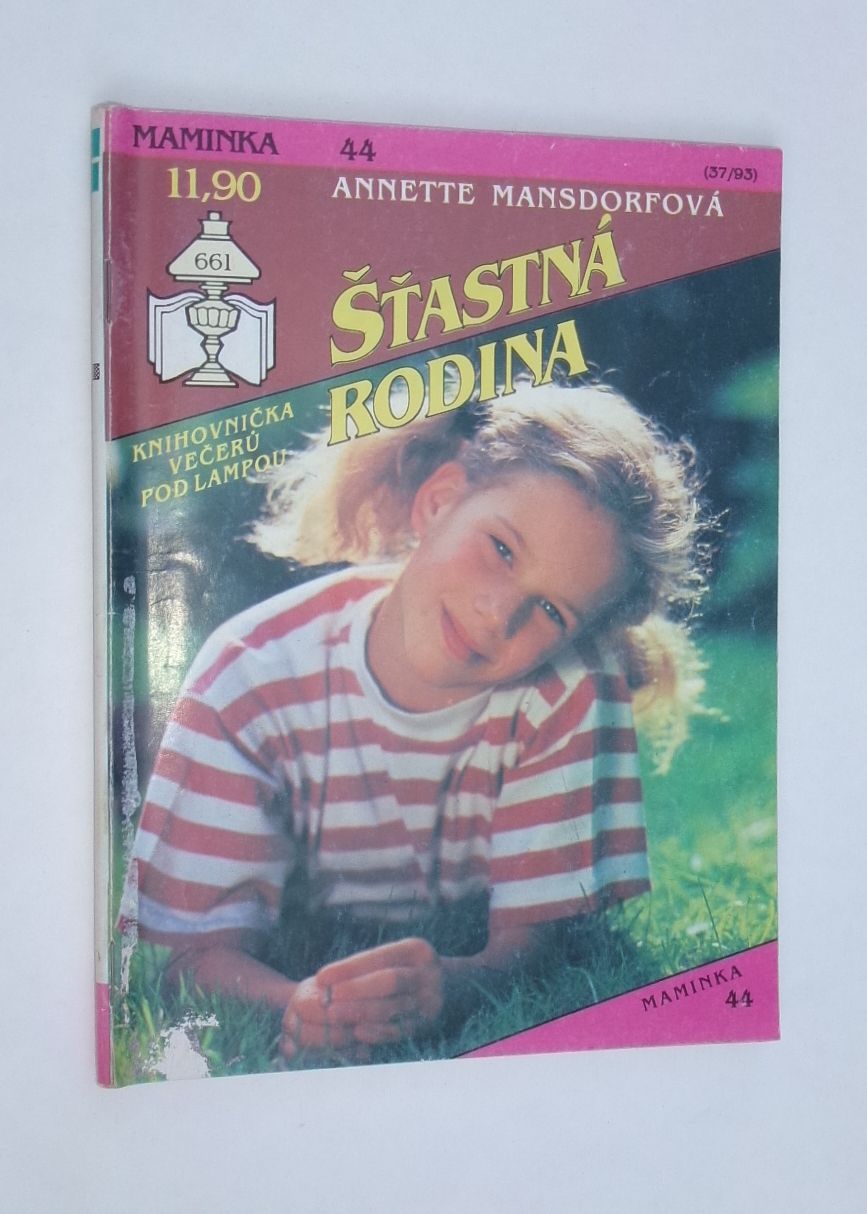 MAMINKA 44
(37/93)
11,90
ANNETTE MANSDORFOVÁ
661
ŠŤASTNÁ
RODINA
KNIHOVNIČKA
VEČERŮ
POD LAMPOU
MAMINKA
44